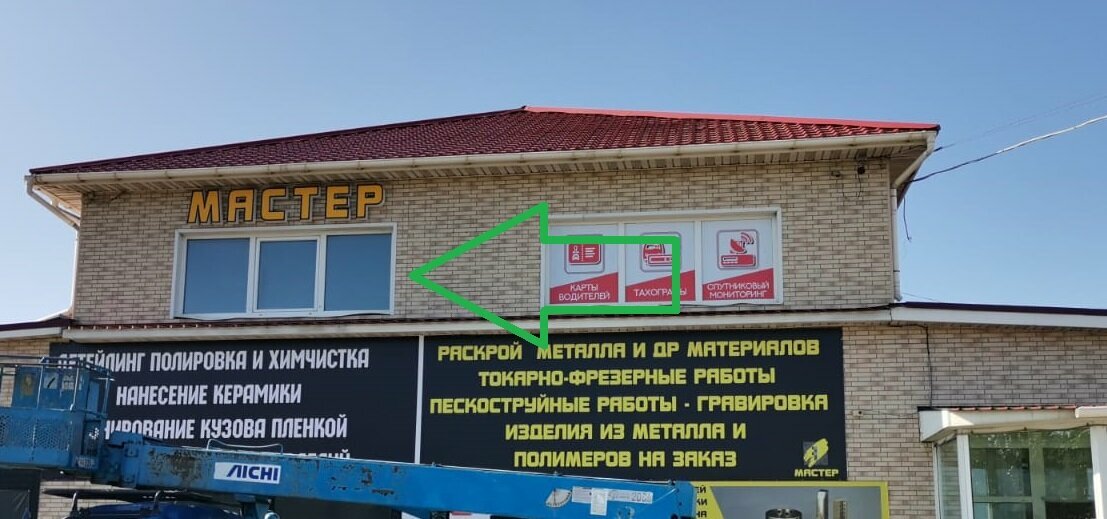 МАСТЕР
КАРТЫ
ВОДИТЕЛЕЙ
ТАХОГРАФЫ
СПУТНИКОВЫЙ
МОНИТОРИНГ
ПОЛИРОВКА И ХИМЧИСТКА
НАНЕСЕНИЕ КЕРАМИКИ
КУЗОВА ПЛЕНКОЙ
РАСКРОЙ МЕТАЛЛА И ДР МАТЕРИАЛОВ
ТОКАРНО-ФРЕЗЕРНЫЕ РАБОТЫ
ПЕСКОСТРУЙНЫЕ РАБОТЫ - ГРАВИРОВКА
ИЗДЕЛИЯ ИЗ МЕТАЛЛА И
ПОЛИМЕРОВ НА ЗАКАЗ
МАСТЕР
AICHI